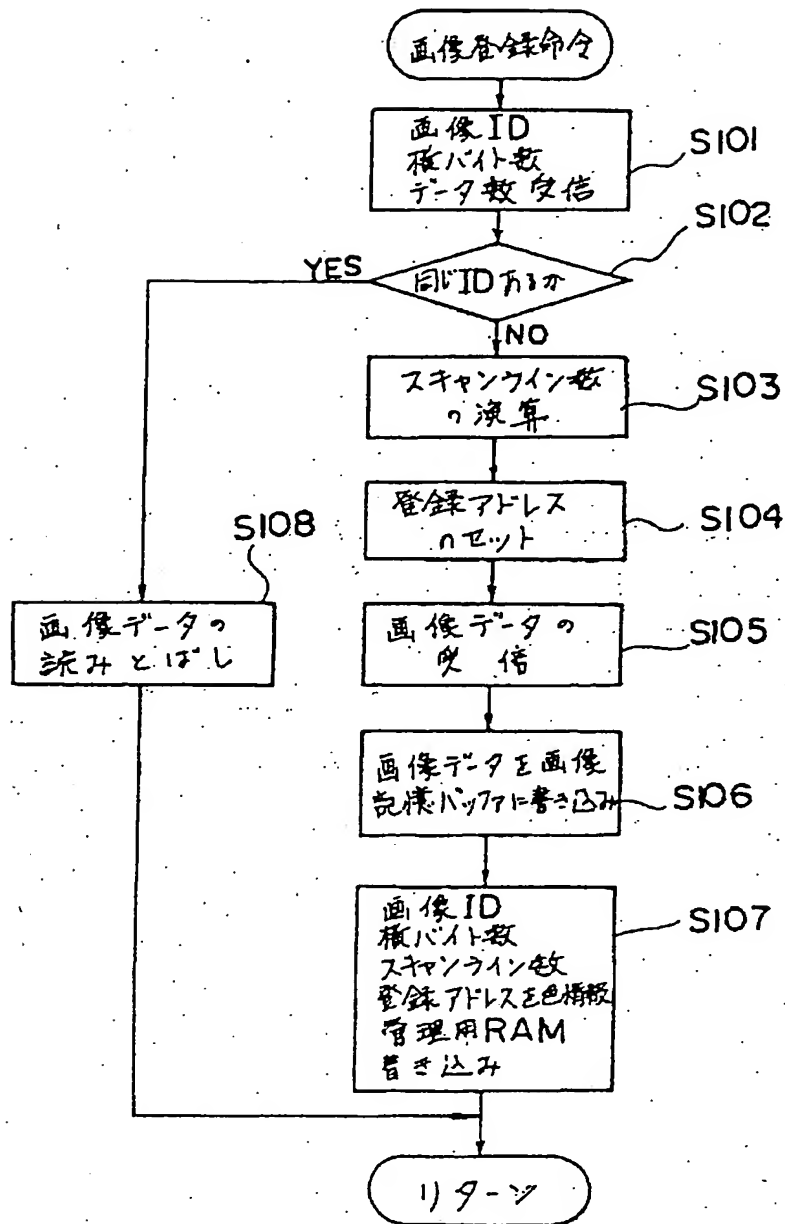 画像登録命令
画像ID
横バイト数
データ数受信
S101
S102
同じIDあるか
YES
NO
スキャンライン数
の演算
S103
登録アドレス
のセット
S104
S108
画像データの
読みとばし
画像データの
受信
S105
画像データを画像
記憶バッファに書き込み
S106
画像ID
横バイト数
スキャンライン数
登録アドレスを色情報
管理用RAM
書き込み
S107
リターン